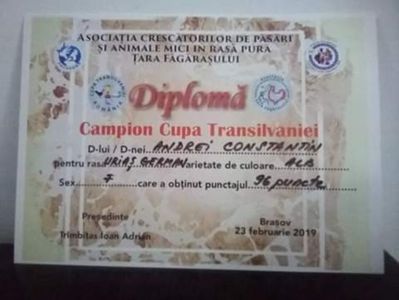 ASOCIAȚIA CRESCĂTORILOR DE PĂSĂRI
ȘI ANIMALE MICI IN RASĂ PURĂ
ȚARA FĂGĂRAȘULUI
Diplomă
Campion Cupa Transilvaniei
D-lui / D-nei ANDREI CONSTANTIN
pentru rasa URIAȘ GERMAN varietate de culoare ALB
Sex care a obținut punctajul 96 puncte
Președinte
Brașov
Trimbitas Ioan Adrian
23 februarie 2019